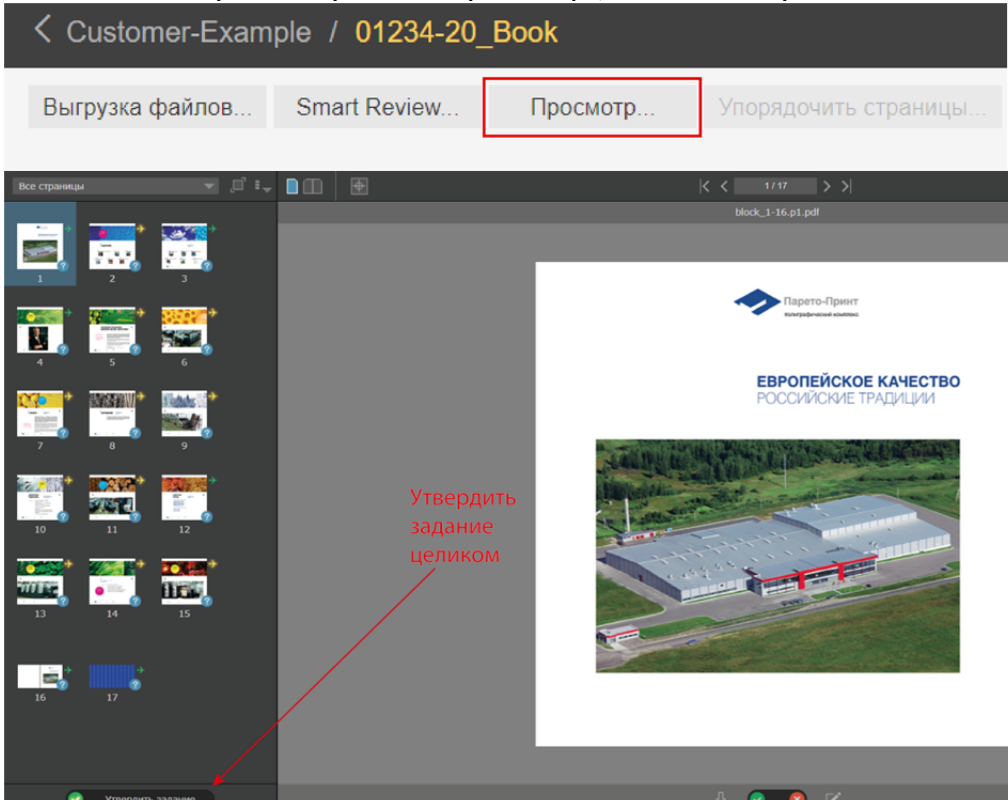 Customer-Example / 01234-20_Book
Выгрузка файлов... Smart Review... Просмотр... Упорядочить страницы...
Все страницы
1 / 17
block_1-16.p1.pdf
1 2 3
Парето-Принт
полиграфический комплекс
4 5 6
ЕВРОПЕЙСКОЕ КАЧЕСТВО
РОССИЙСКИЕ ТРАДИЦИИ
7 8 9
Утвердить
задание
целиком
10 11 12
13 14 15
16 17
Утвердить задание